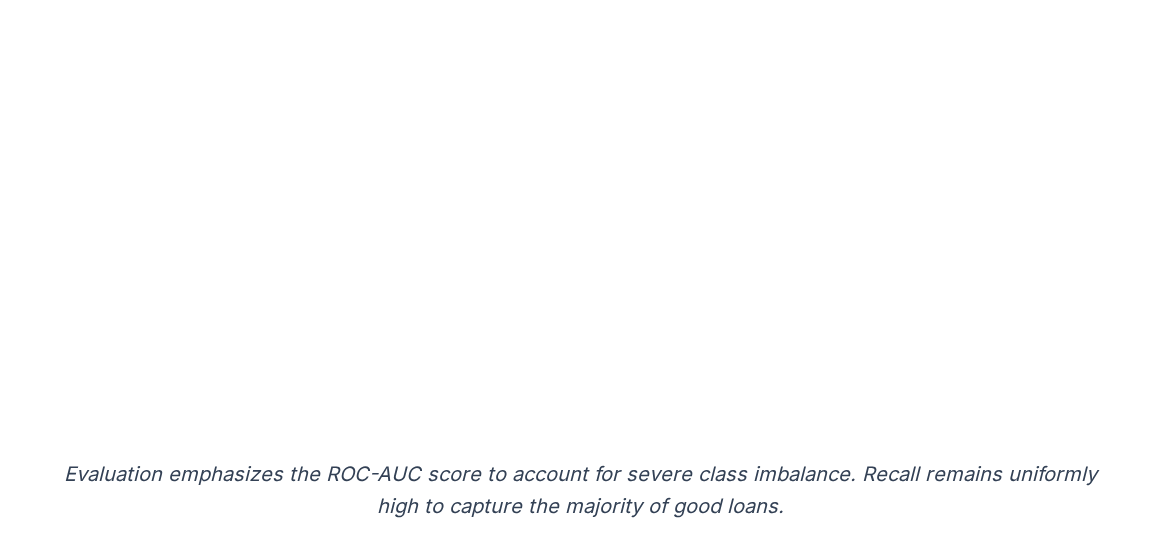 Evaluation emphasizes the ROC-AUC score to account for severe class imbalance. Recall remains uniformly
high to capture the majority of good loans.